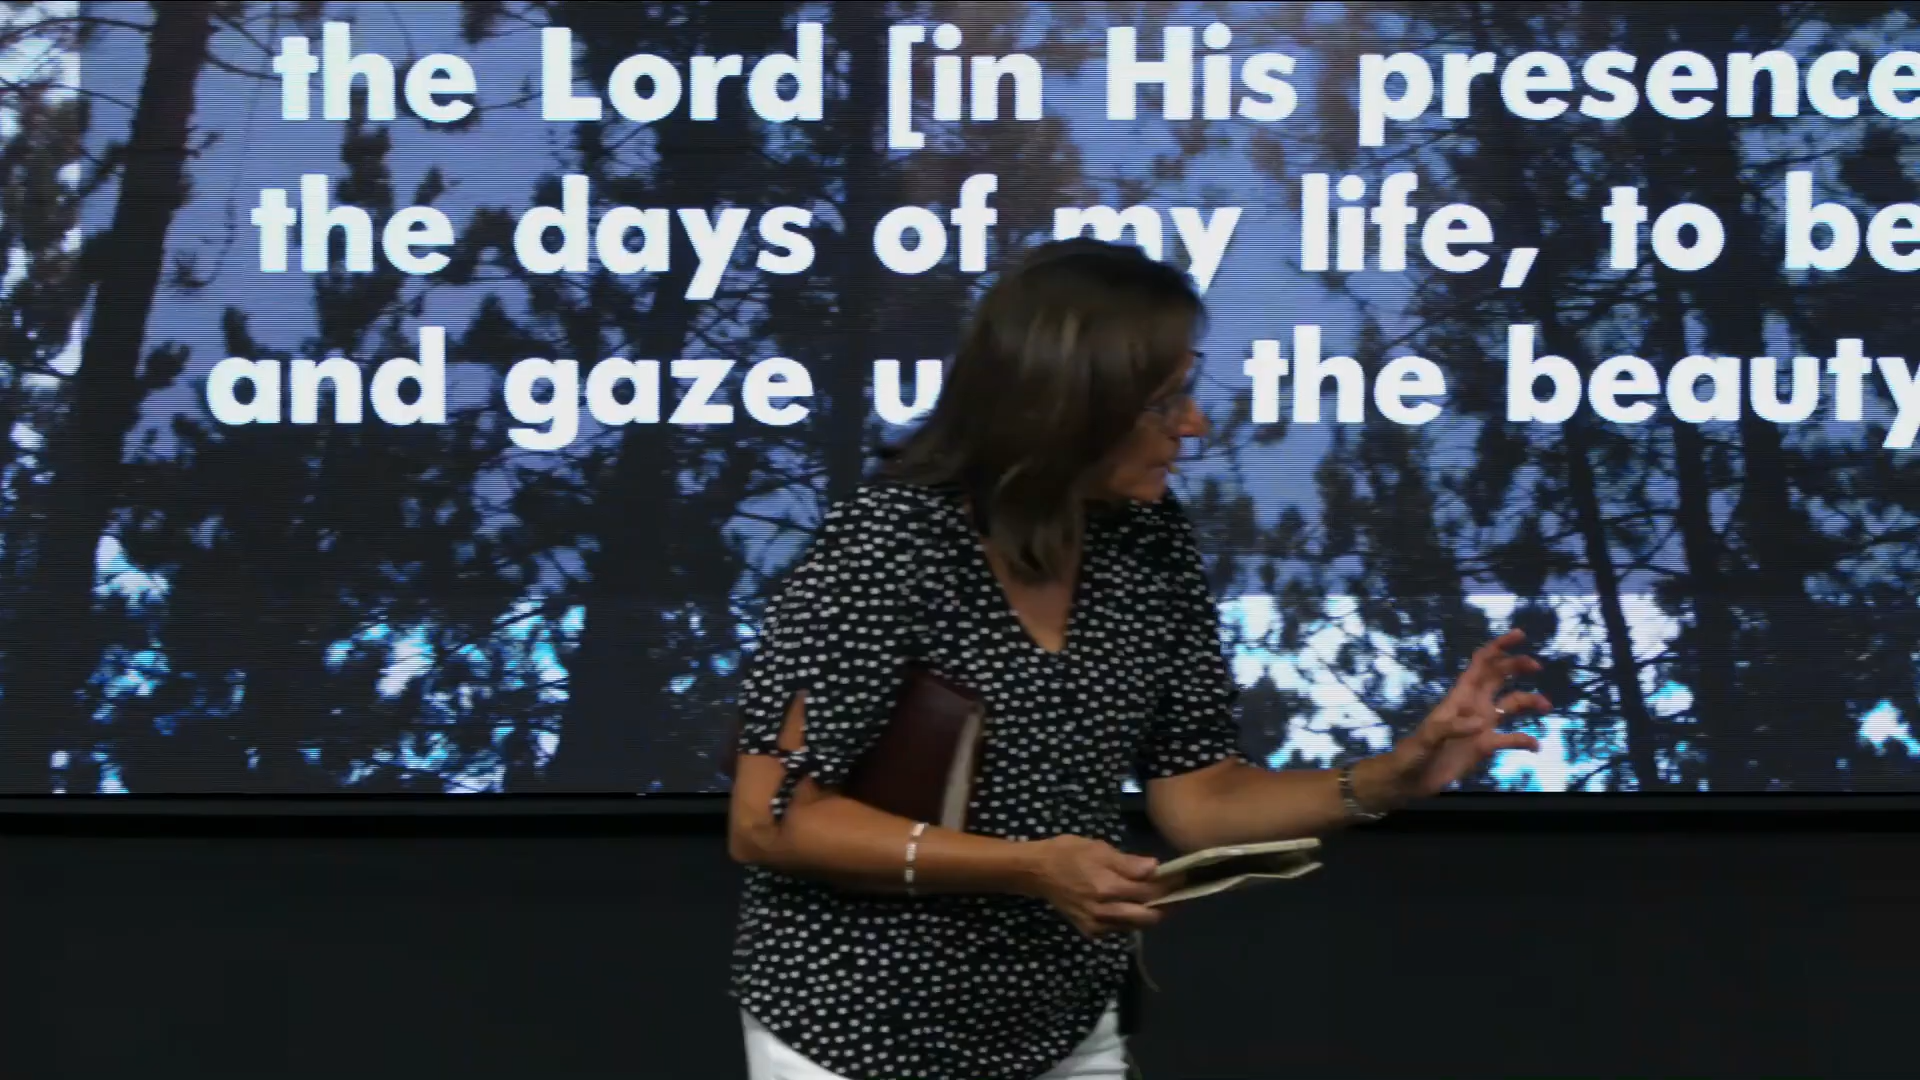 the Lord [in His presence
the days of my life, to be
and gaze u the beauty